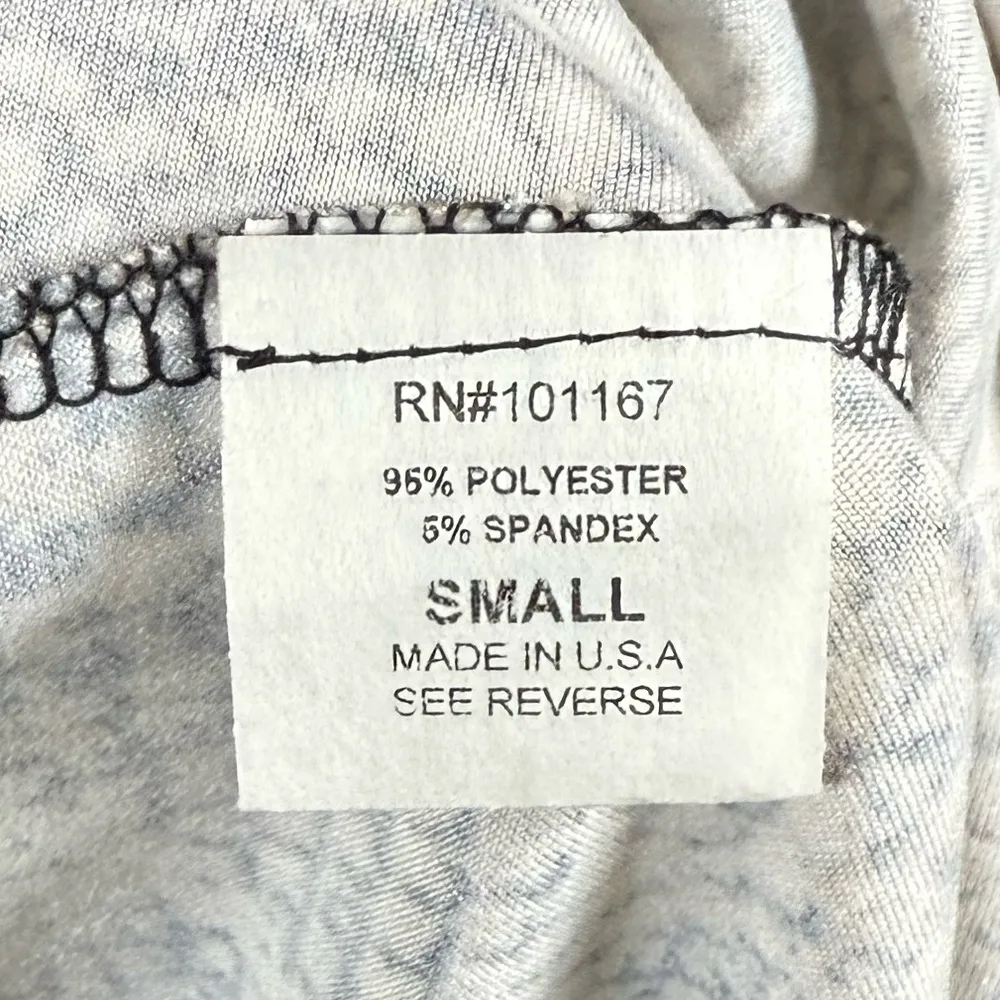 RN#101167
95% POLYESTER
5% SPANDEX
SMALL
MADE IN U.S.A
SEE REVERSE